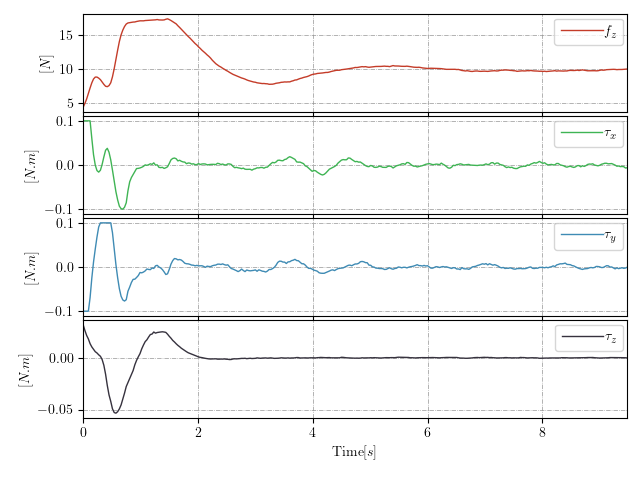 15
10
5
[N]
f_z
0.1
0.0
−0.1
[N.m]
τ_x
0.1
0.0
−0.1
[N.m]
τ_y
0.00
−0.05
[N.m]
τ_z
0 2 4 6 8
Time[s]